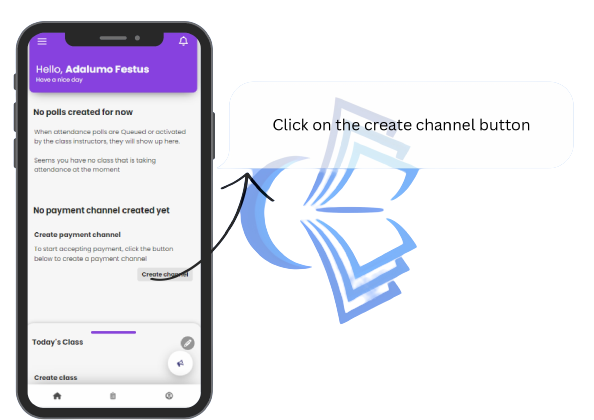 Hello, Adalumo Festus
Have a nice day
No polls created for now
When attendance polls are Queued or activated
by the class instructors, they will show up here.
Seems you have no class that is taking
attendance at the moment
No payment channel created yet
Create payment channel
To start accepting payment, click the button
below to create a payment channel
Create channel
Today's Class
Create class
Click on the create channel button